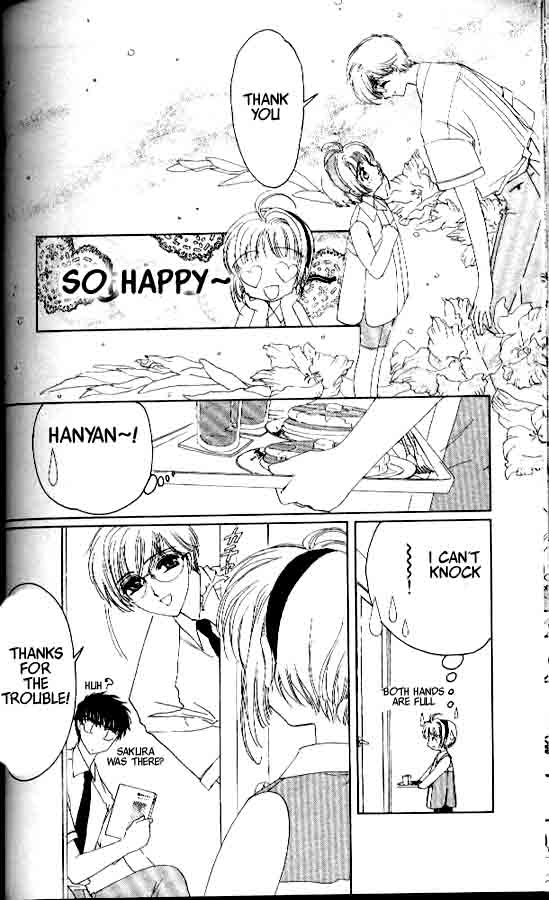 THANK
YOU
SO HAPPY~
HANYAN~!
I CAN'T
KNOCK
BOTH HANDS
ARE FULL
THANKS
FOR
THE
TROUBLE!
HUH?
SAKURA
WAS THERE?